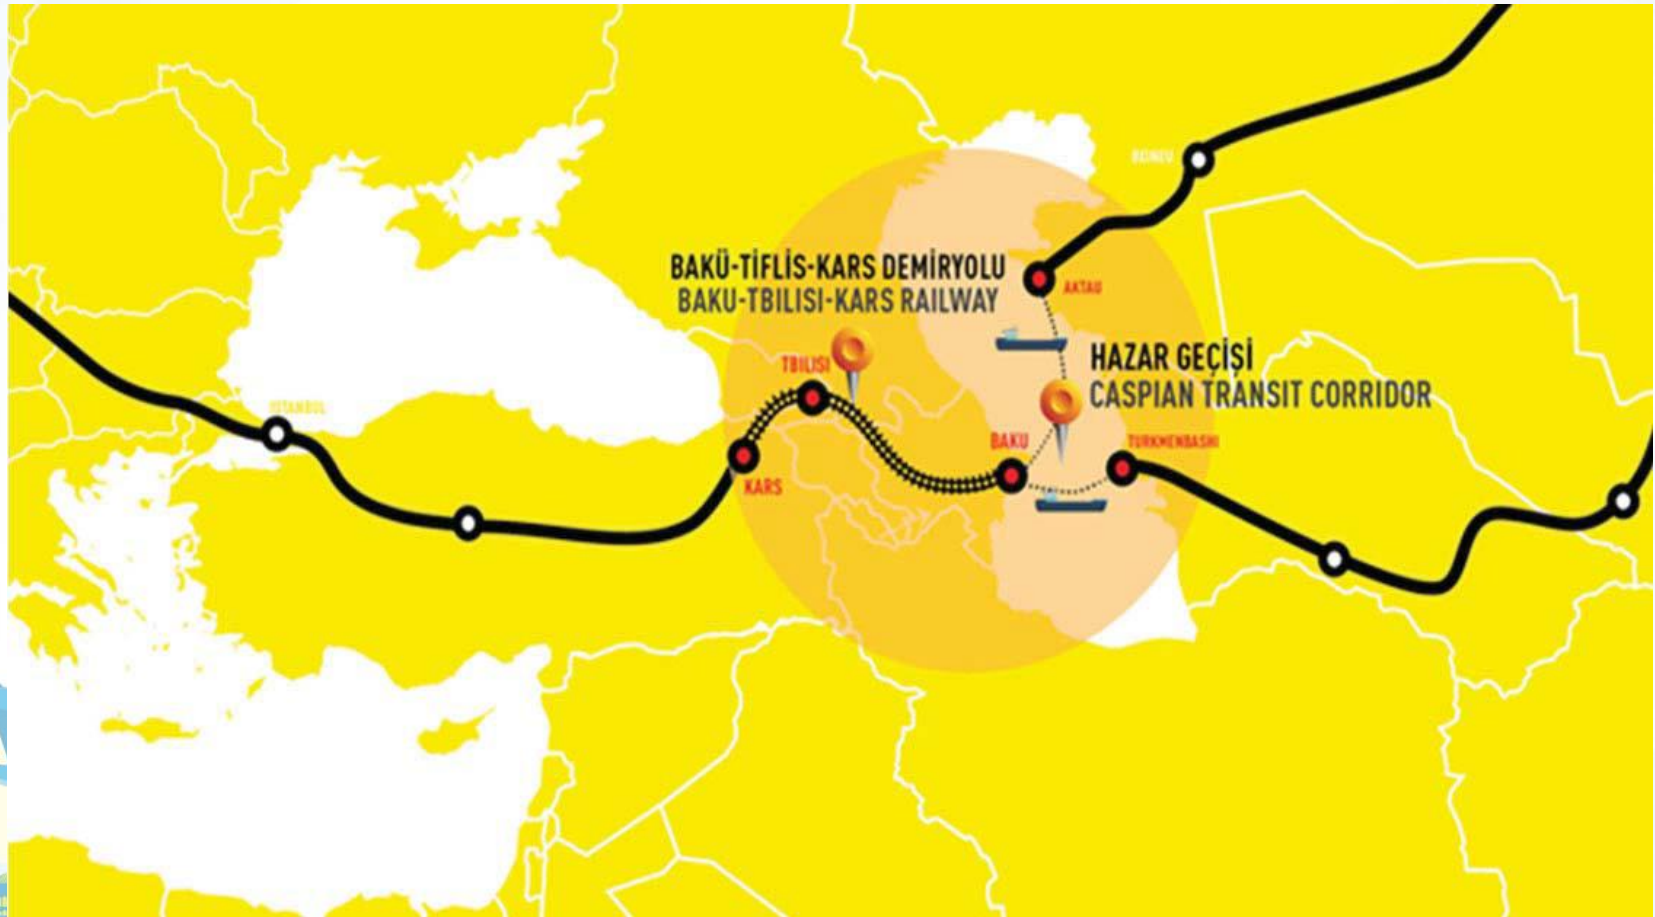 BEINEU
BAKÜ-TİFLİS-KARS DEMİRYOLU
BAKU-TBILISI-KARS RAILWAY
AKTAU
HAZAR GEÇİŞİ
CASPIAN TRANSIT CORRIDOR
TBILISI
ISTANBUL
BAKU
TURKMENBASHI
KARS